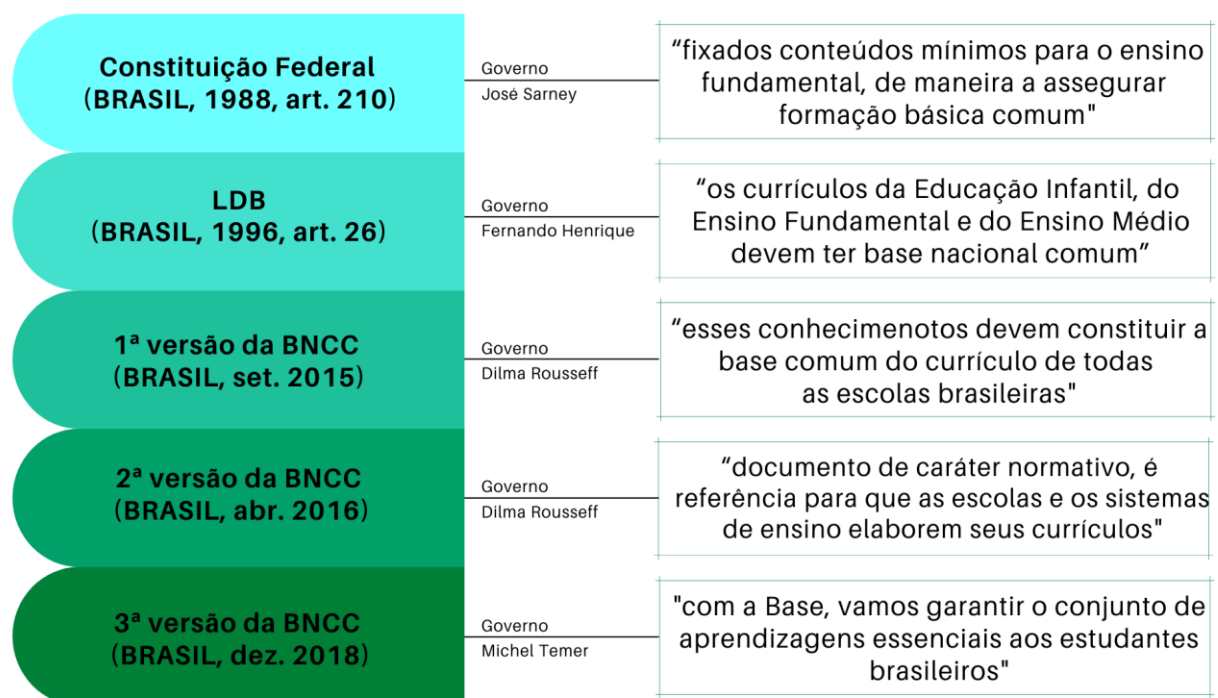 Constituição Federal
(BRASIL, 1988, art. 210)
Governo
José Sarney
“fixados conteúdos mínimos para o ensino
fundamental, de maneira a assegurar
formação básica comum"
LDB
(BRASIL, 1996, art. 26)
Governo
Fernando Henrique
“os currículos da Educação Infantil, do
Ensino Fundamental e do Ensino Médio
devem ter base nacional comum”
1ª versão da BNCC
(BRASIL, set. 2015)
Governo
Dilma Rousseff
“esses conhecimenotos devem constituir a
base comum do currículo de todas
as escolas brasileiras"
2ª versão da BNCC
(BRASIL, abr. 2016)
Governo
Dilma Rousseff
“documento de caráter normativo, é
referência para que as escolas e os sistemas
de ensino elaborem seus currículos"
3ª versão da BNCC
(BRASIL, dez. 2018)
Governo
Michel Temer
"com a Base, vamos garantir o conjunto de
aprendizagens essenciais aos estudantes
brasileiros"